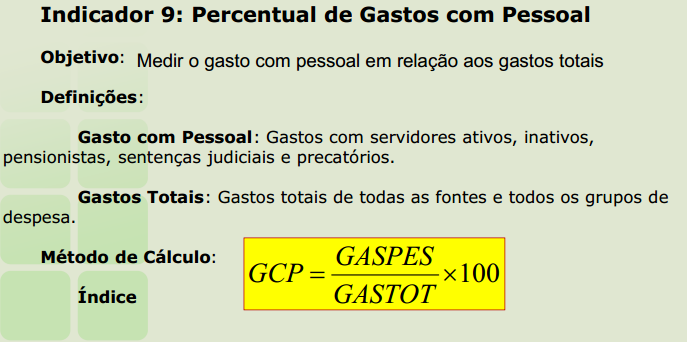 Indicador 9: Percentual de Gastos com Pessoal
Objetivo: Medir o gasto com pessoal em relação aos gastos totais
Definições:
Gasto com Pessoal: Gastos com servidores ativos, inativos,
pensionistas, sentenças judiciais e precatórios.
Gastos Totais: Gastos totais de todas as fontes e todos os grupos de
despesa.
Método de Cálculo:
GCP = GASPES / GASTOT × 100
Índice